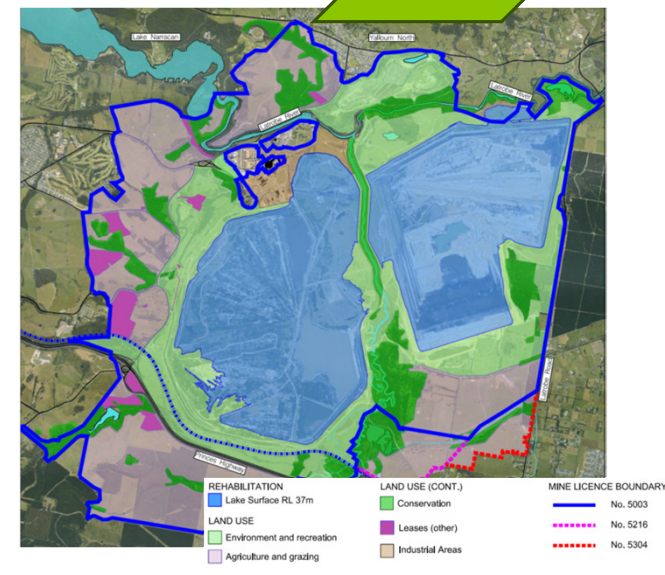 Lake Narracan
Yallourn North
Latrobe River
Latrobe River
Latrobe Road
Princes Highway
REHABILITATION
Lake Surface RL 37m
LAND USE
Environment and recreation
Agriculture and grazing
LAND USE (CONT.)
Conservation
Leases (other)
Industrial Areas
MINE LICENCE BOUNDARY
No. 5003
No. 5216
No. 5304